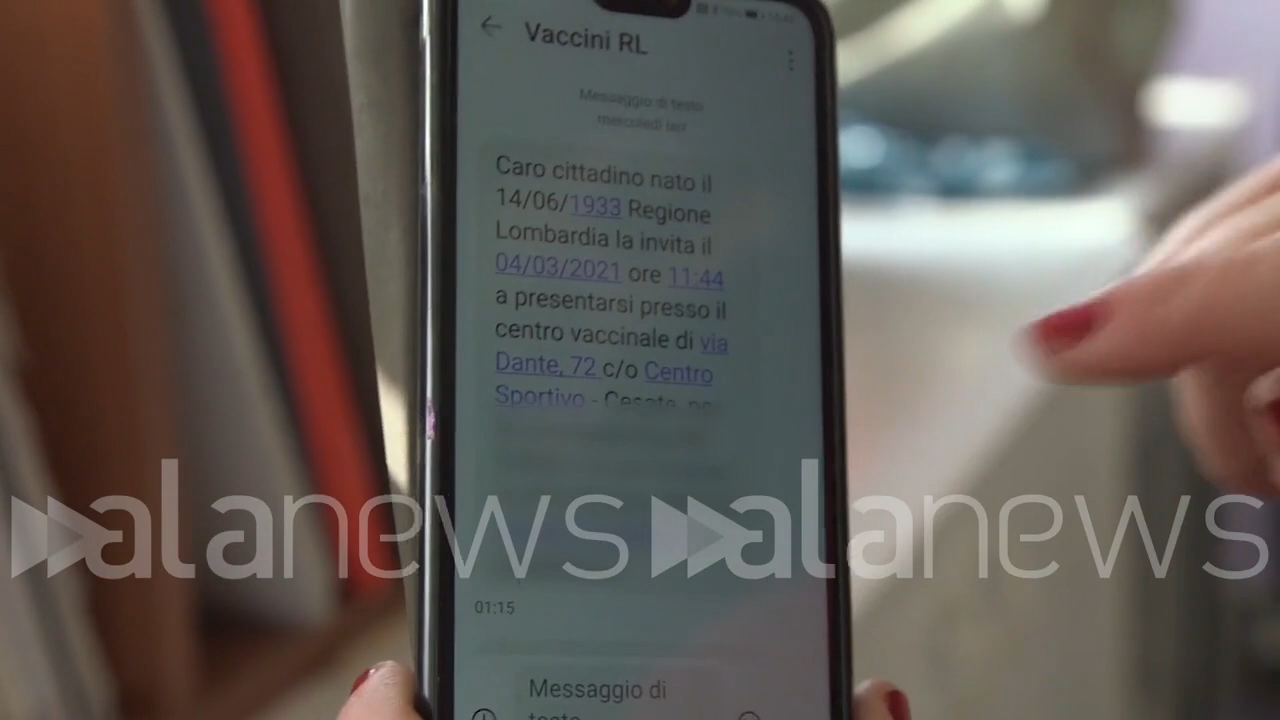 Vaccini RL
Messaggio di testo
mercoledì ieri
Caro cittadino nato il
14/06/1933 Regione
Lombardia la invita il
04/03/2021 ore 11:44
a presentarsi presso il
centro vaccinale di via
Dante, 72 c/o Centro
Sportivo - Cesate,
alanews alanews
01:15
Messaggio di
testo